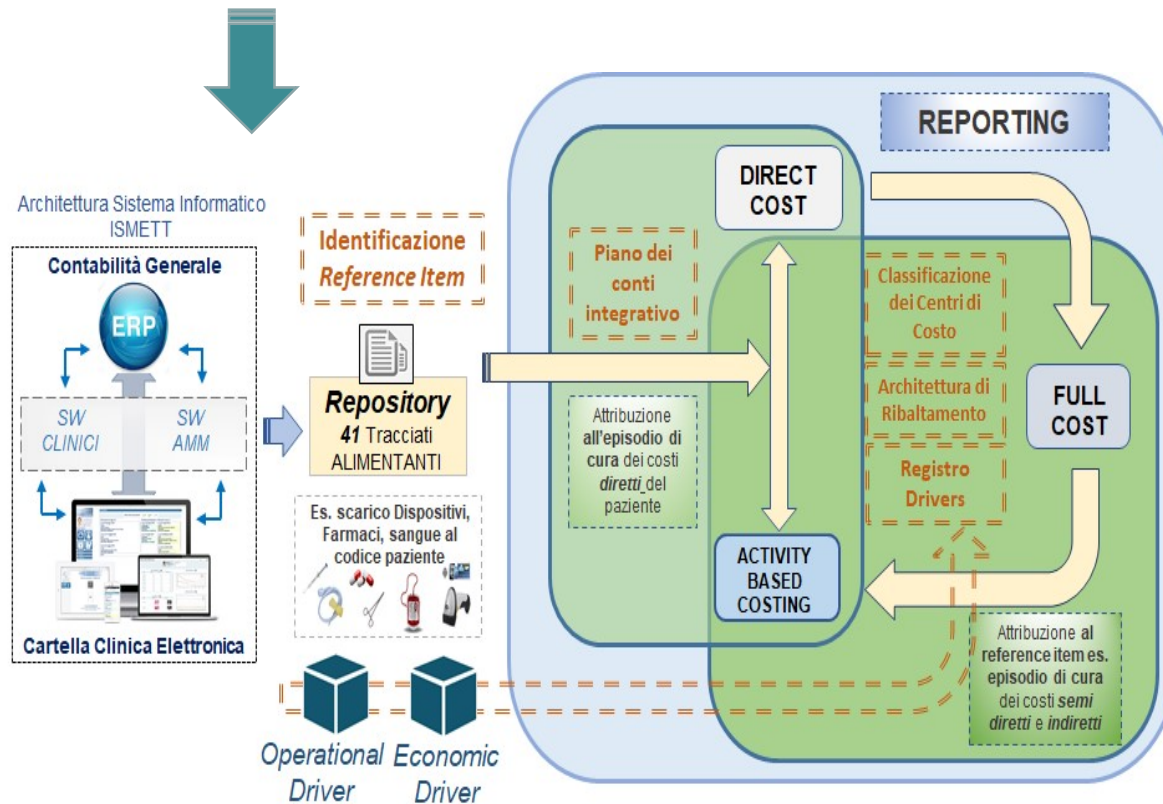 Architettura Sistema Informatico
ISMETT
Contabilità Generale
ERP
SW
CLINICI
SW
AMM
Cartella Clinica Elettronica
Identificazione
Reference Item
Repository
41 Tracciati
ALIMENTANTI
Es. scarico Dispositivi,
Farmaci, sangue al
codice paziente
Operational
Driver
Economic
Driver
REPORTING
DIRECT
COST
Piano dei
conti
integrativo
Attribuzione
all'episodio di
cura dei costi
diretti del
paziente
ACTIVITY
BASED
COSTING
Classificazione
dei Centri di
Costo
Architettura di
Ribaltamento
Registro
Drivers
FULL
COST
Attribuzione al
reference item es.
episodio di cura
dei costi semi
diretti e indiretti